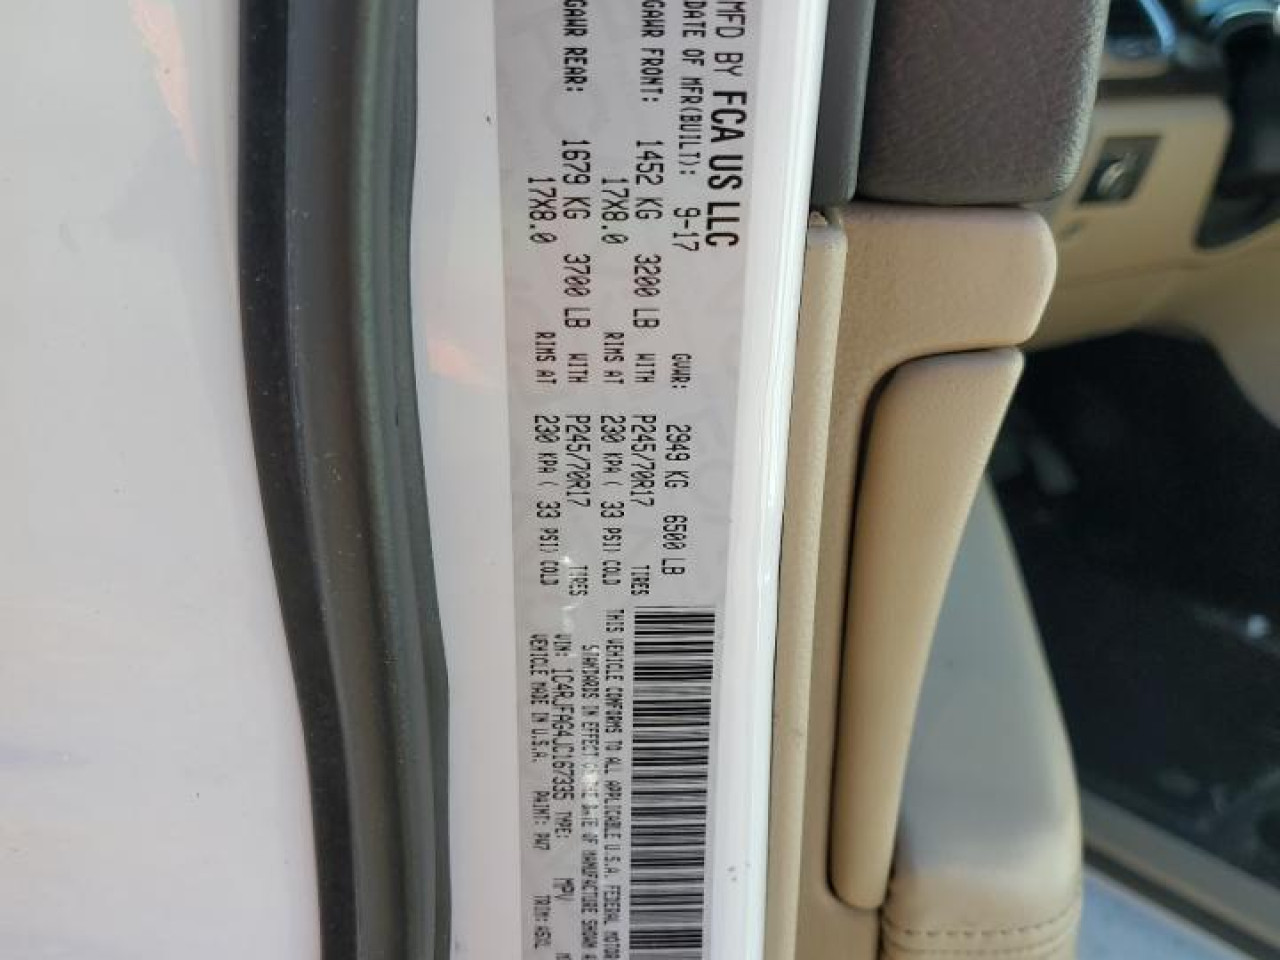 MFD BY FCA US LLC
DATE OF MFR(BUILT): 9-17 GVWR: 2949 KG 6500 LB
GAWR FRONT: 1452 KG 3200 LB WITH P245/70R17 TIRES
17X8.0 RIMS AT 230 KPA ( 33 PSI) COLD
GAWR REAR: 1679 KG 3700 LB WITH P245/70R17 TIRES
17X8.0 RIMS AT 230 KPA ( 33 PSI) COLD
THIS VEHICLE CONFORMS TO ALL APPLICABLE U.S.A. FEDERAL MOTOR
STANDARDS IN EFFECT ON THE DATE OF MANUFACTURE SHOWN A
VIN: 1C4RJFAG4JC167335 TYPE: MPV
VEHICLE MADE IN U.S.A. PAINT: PW7 TRIM: